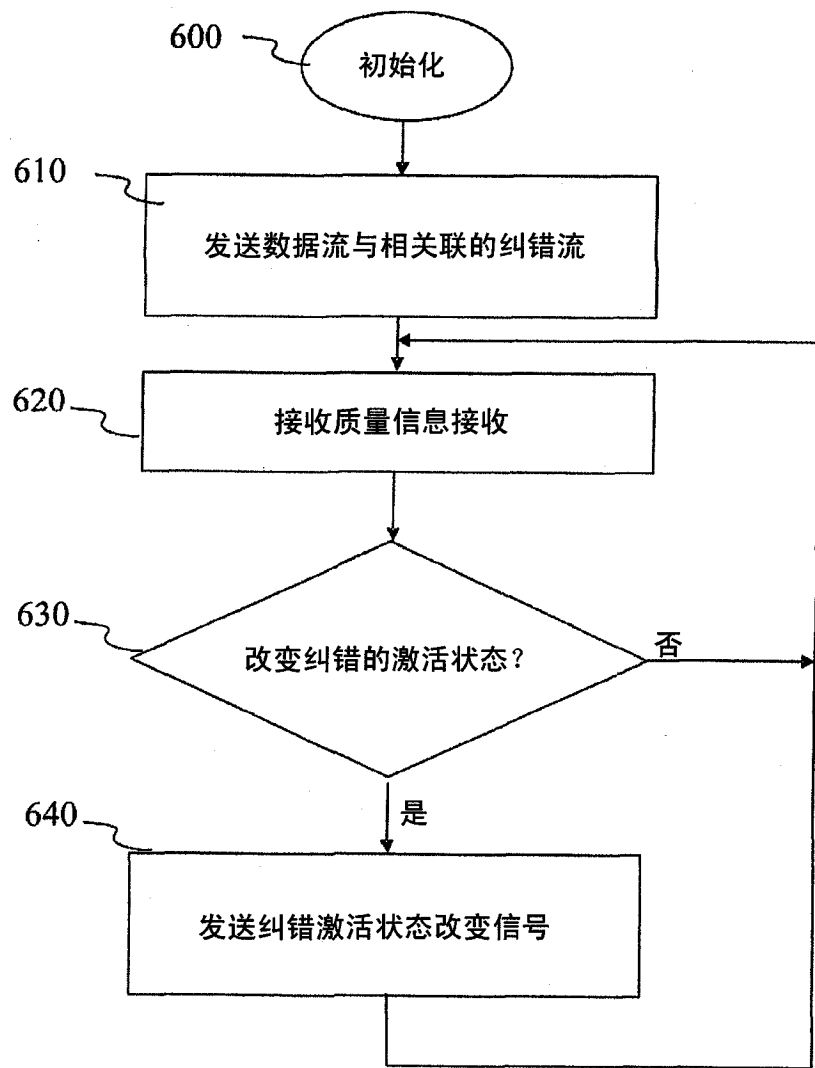 600
初始化
610
发送数据流与相关联的纠错流
620
接收质量信息接收
630
改变纠错的激活状态？
否
是
640
发送纠错激活状态改变信号